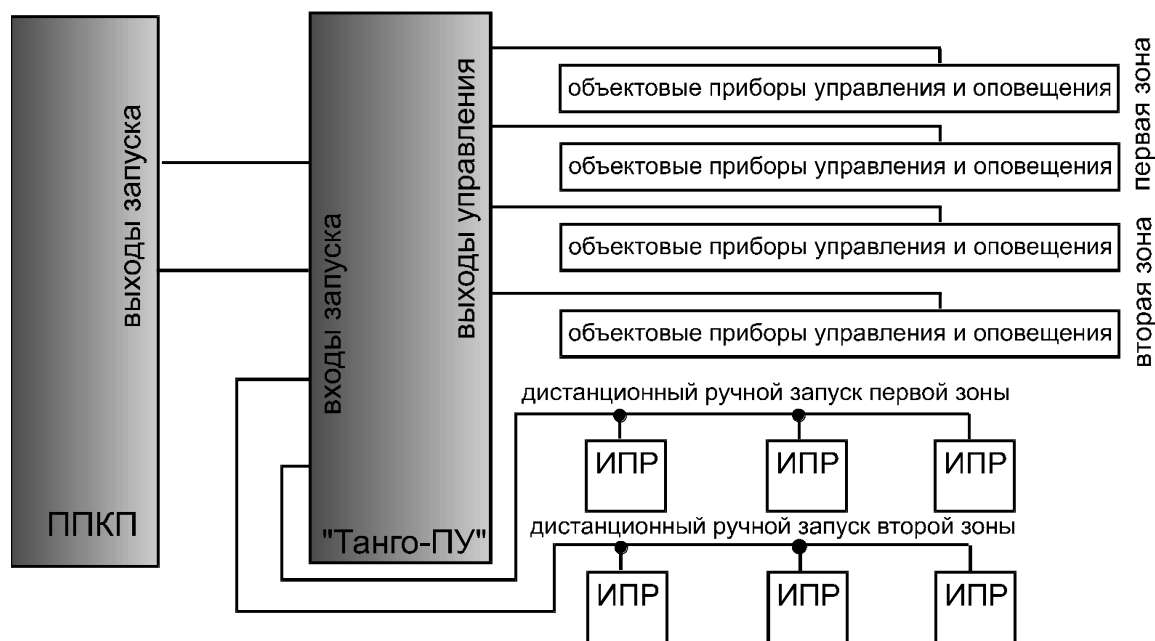 выходы запуска
ППКП
входы запуска
выходы управления
"Танго-ПУ"
объектовые приборы управления и оповещения
объектовые приборы управления и оповещения
первая зона
объектовые приборы управления и оповещения
объектовые приборы управления и оповещения
вторая зона
дистанционный ручной запуск первой зоны
ИПР
ИПР
ИПР
дистанционный ручной запуск второй зоны
ИПР
ИПР
ИПР